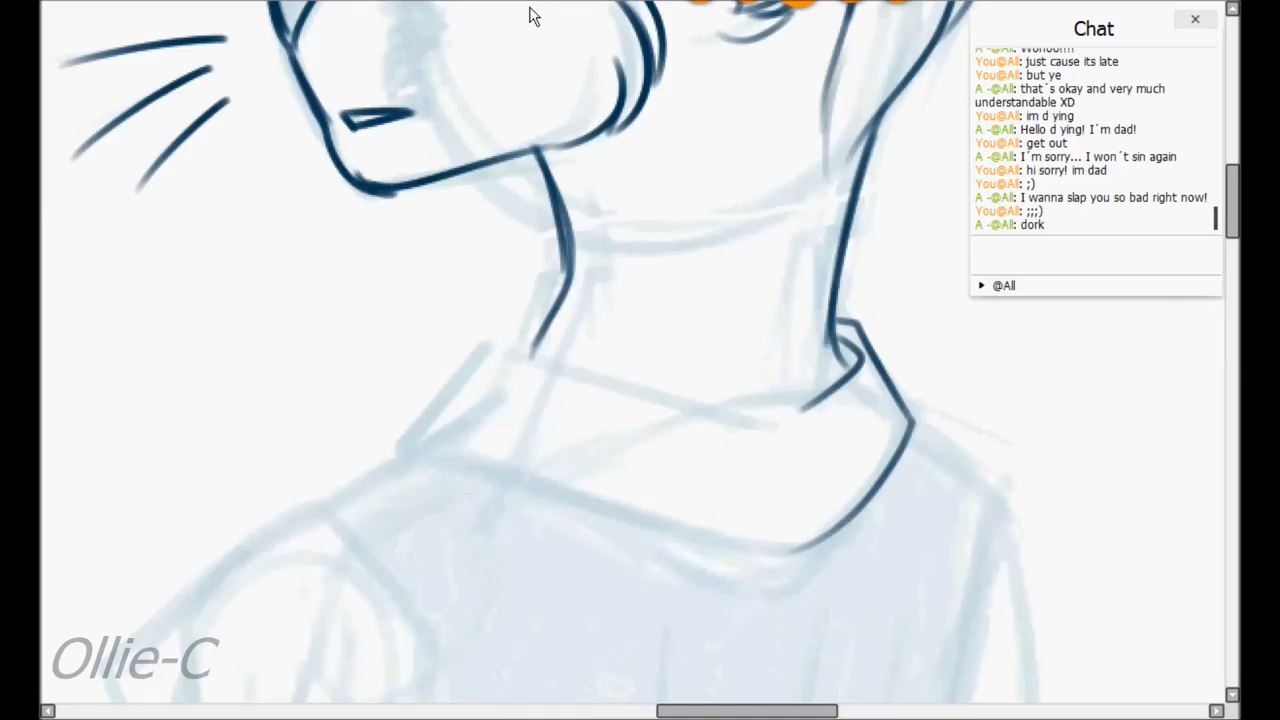 Chat
A -@All: Wohoo!!!!
You@All: just cause its late
You@All: but ye
A -@All: that´s okay and very much
understandable XD
You@All: im d ying
A -@All: Hello d ying! I´m dad!
You@All: get out
A -@All: I´m sorry... I won´t sin again
You@All: hi sorry! im dad
You@All: ;)
A -@All: I wanna slap you so bad right now!
You@All: ;;;)
A -@All: dork
@All
Ollie-C